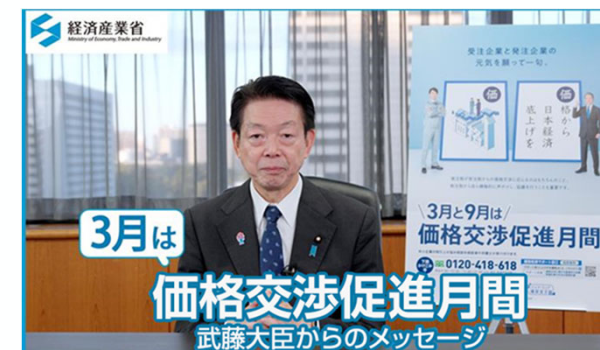 経済産業省
Ministry of Economy, Trade and Industry
受注企業と発注企業の
元気を願って一句。
価
価
格から
日本経済
底上げを
3月と9月は
価格交渉促進月間
0120-418-618
3月は
価格交渉促進月間
武藤大臣からのメッセージ